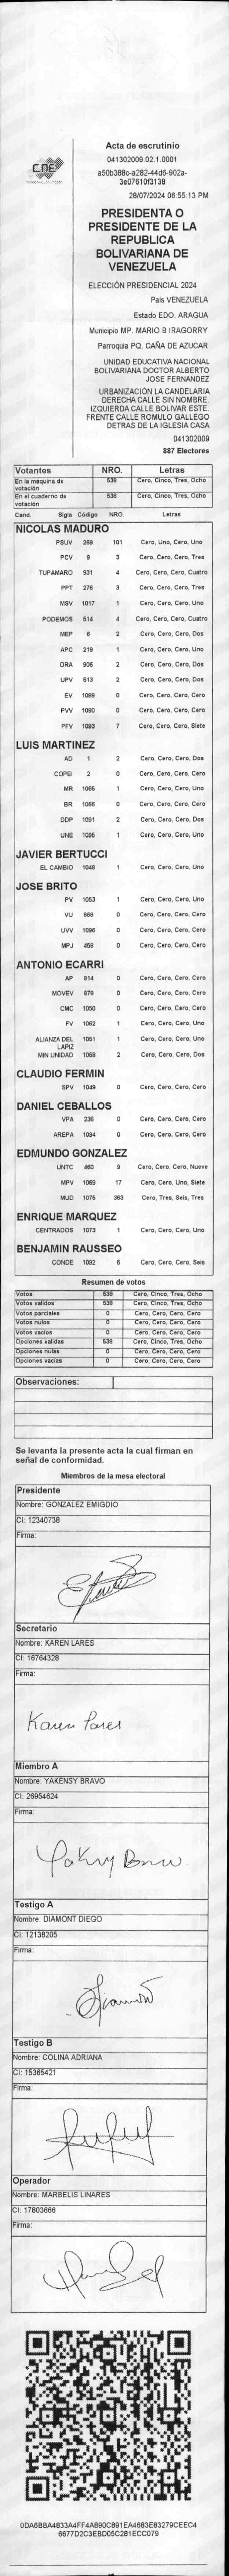 CNE
Acta de escrutinio
041302009.02.1.0001
a50b388c-a282-44d6-902a-
3e07610f3138
28/07/2024 06:55:13 PM
PRESIDENTA O
PRESIDENTE DE LA
REPUBLICA
BOLIVARIANA DE
VENEZUELA
ELECCIÓN PRESIDENCIAL 2024
País VENEZUELA
Estado EDO. ARAGUA
Municipio MP. MARIO B IRAGORRY
Parroquia PQ. CAÑA DE AZUCAR
UNIDAD EDUCATIVA NACIONAL
BOLIVARIANA DOCTOR ALBERTO
JOSE FERNANDEZ
URBANIZACIÓN LA CANDELARIA
DERECHA CALLE SIN NOMBRE.
IZQUIERDA CALLE BOLIVAR ESTE.
FRENTE CALLE ROMULO GALLEGO
DETRAS DE LA IGLESIA CASA
041302009
887 Electores
Votantes NRO. Letras
En la máquina de votación 538 Cero, Cinco, Tres, Ocho
En el cuaderno de votación 538 Cero, Cinco, Tres, Ocho
Cand. Sigla Código NRO. Letras
NICOLAS MADURO
PSUV 269 101 Cero, Uno, Cero, Uno
PCV 9 3 Cero, Cero, Cero, Tres
TUPAMARO 931 4 Cero, Cero, Cero, Cuatro
PPT 276 3 Cero, Cero, Cero, Tres
MSV 1017 1 Cero, Cero, Cero, Uno
PODEMOS 514 4 Cero, Cero, Cero, Cuatro
MEP 6 2 Cero, Cero, Cero, Dos
APC 219 1 Cero, Cero, Cero, Uno
ORA 906 2 Cero, Cero, Cero, Dos
UPV 513 2 Cero, Cero, Cero, Dos
EV 1089 0 Cero, Cero, Cero, Cero
PVV 1090 0 Cero, Cero, Cero, Cero
PFV 1093 7 Cero, Cero, Cero, Siete
LUIS MARTINEZ
AD 1 2 Cero, Cero, Cero, Dos
COPEI 2 0 Cero, Cero, Cero, Cero
MR 1065 1 Cero, Cero, Cero, Uno
BR 1066 0 Cero, Cero, Cero, Cero
DDP 1091 2 Cero, Cero, Cero, Dos
UNE 1095 1 Cero, Cero, Cero, Uno
JAVIER BERTUCCI
EL CAMBIO 1048 1 Cero, Cero, Cero, Uno
JOSE BRITO
PV 1053 1 Cero, Cero, Cero, Uno
VU 868 0 Cero, Cero, Cero, Cero
UVV 1096 0 Cero, Cero, Cero, Cero
MPJ 458 0 Cero, Cero, Cero, Cero
ANTONIO ECARRI
AP 814 0 Cero, Cero, Cero, Cero
MOVEV 979 0 Cero, Cero, Cero, Cero
CMC 1050 0 Cero, Cero, Cero, Cero
FV 1062 1 Cero, Cero, Cero, Uno
ALIANZA DEL LAPIZ 1051 1 Cero, Cero, Cero, Uno
MIN UNIDAD 1068 2 Cero, Cero, Cero, Dos
CLAUDIO FERMIN
SPV 1049 0 Cero, Cero, Cero, Cero
DANIEL CEBALLOS
VPA 236 0 Cero, Cero, Cero, Cero
AREPA 1094 0 Cero, Cero, Cero, Cero
EDMUNDO GONZALEZ
UNTC 460 9 Cero, Cero, Cero, Nueve
MPV 1069 17 Cero, Cero, Uno, Siete
MUD 1075 363 Cero, Tres, Seis, Tres
ENRIQUE MARQUEZ
CENTRADOS 1073 1 Cero, Cero, Cero, Uno
BENJAMIN RAUSSEO
CONDE 1092 6 Cero, Cero, Cero, Seis
Resumen de votos
Votos 538 Cero, Cinco, Tres, Ocho
Votos validos 538 Cero, Cinco, Tres, Ocho
Votos parciales 0 Cero, Cero, Cero, Cero
Votos nulos 0 Cero, Cero, Cero, Cero
Votos vacíos 0 Cero, Cero, Cero, Cero
Opciones validas 538 Cero, Cinco, Tres, Ocho
Opciones nulas 0 Cero, Cero, Cero, Cero
Opciones vacías 0 Cero, Cero, Cero, Cero
Observaciones:
Se levanta la presente acta la cual firman en
señal de conformidad.
Miembros de la mesa electoral
Presidente
Nombre: GONZALEZ EMIGDIO
CI: 12340738
Firma:
Secretario
Nombre: KAREN LARES
CI: 16764328
Firma:
Karen Lares
Miembro A
Nombre: YAKENSY BRAVO
CI: 26954624
Firma:
Testigo A
Nombre: DIAMONT DIEGO
CI: 12138205
Firma:
Testigo B
Nombre: COLINA ADRIANA
CI: 15365421
Firma:
Operador
Nombre: MARBELIS LINARES
CI: 17803666
Firma:
0DA6BBA4833A4FF4A890C891EA4683E83279CEEC4
6677D2C3EBD05C281ECC079